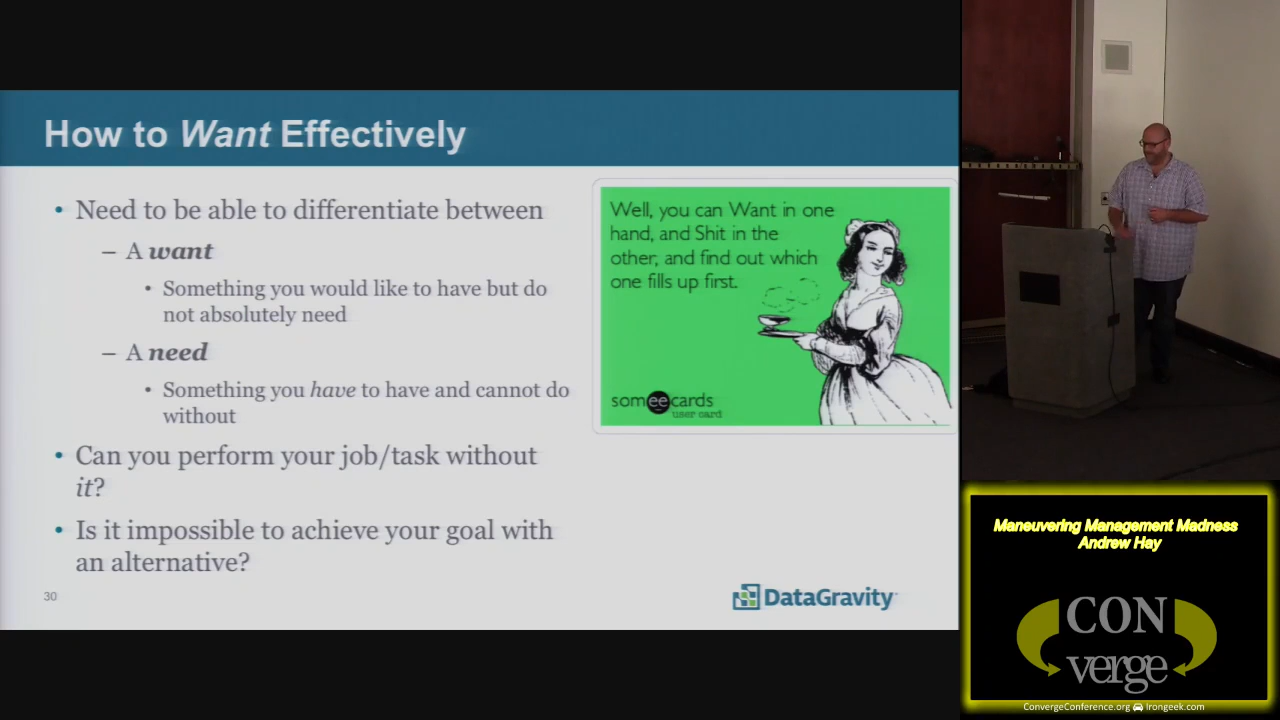 How to Want Effectively
• Need to be able to differentiate between
– A want
• Something you would like to have but do
not absolutely need
– A need
• Something you have to have and cannot do
without
• Can you perform your job/task without
it?
• Is it impossible to achieve your goal with
an alternative?
30
Well, you can Want in one
hand, and Shit in the
other, and find out which
one fills up first.
someecards
user card
DataGravity
Maneuvering Management Madness
Andrew Hay
CON
verge
ConvergeConference.org Irongeek.com